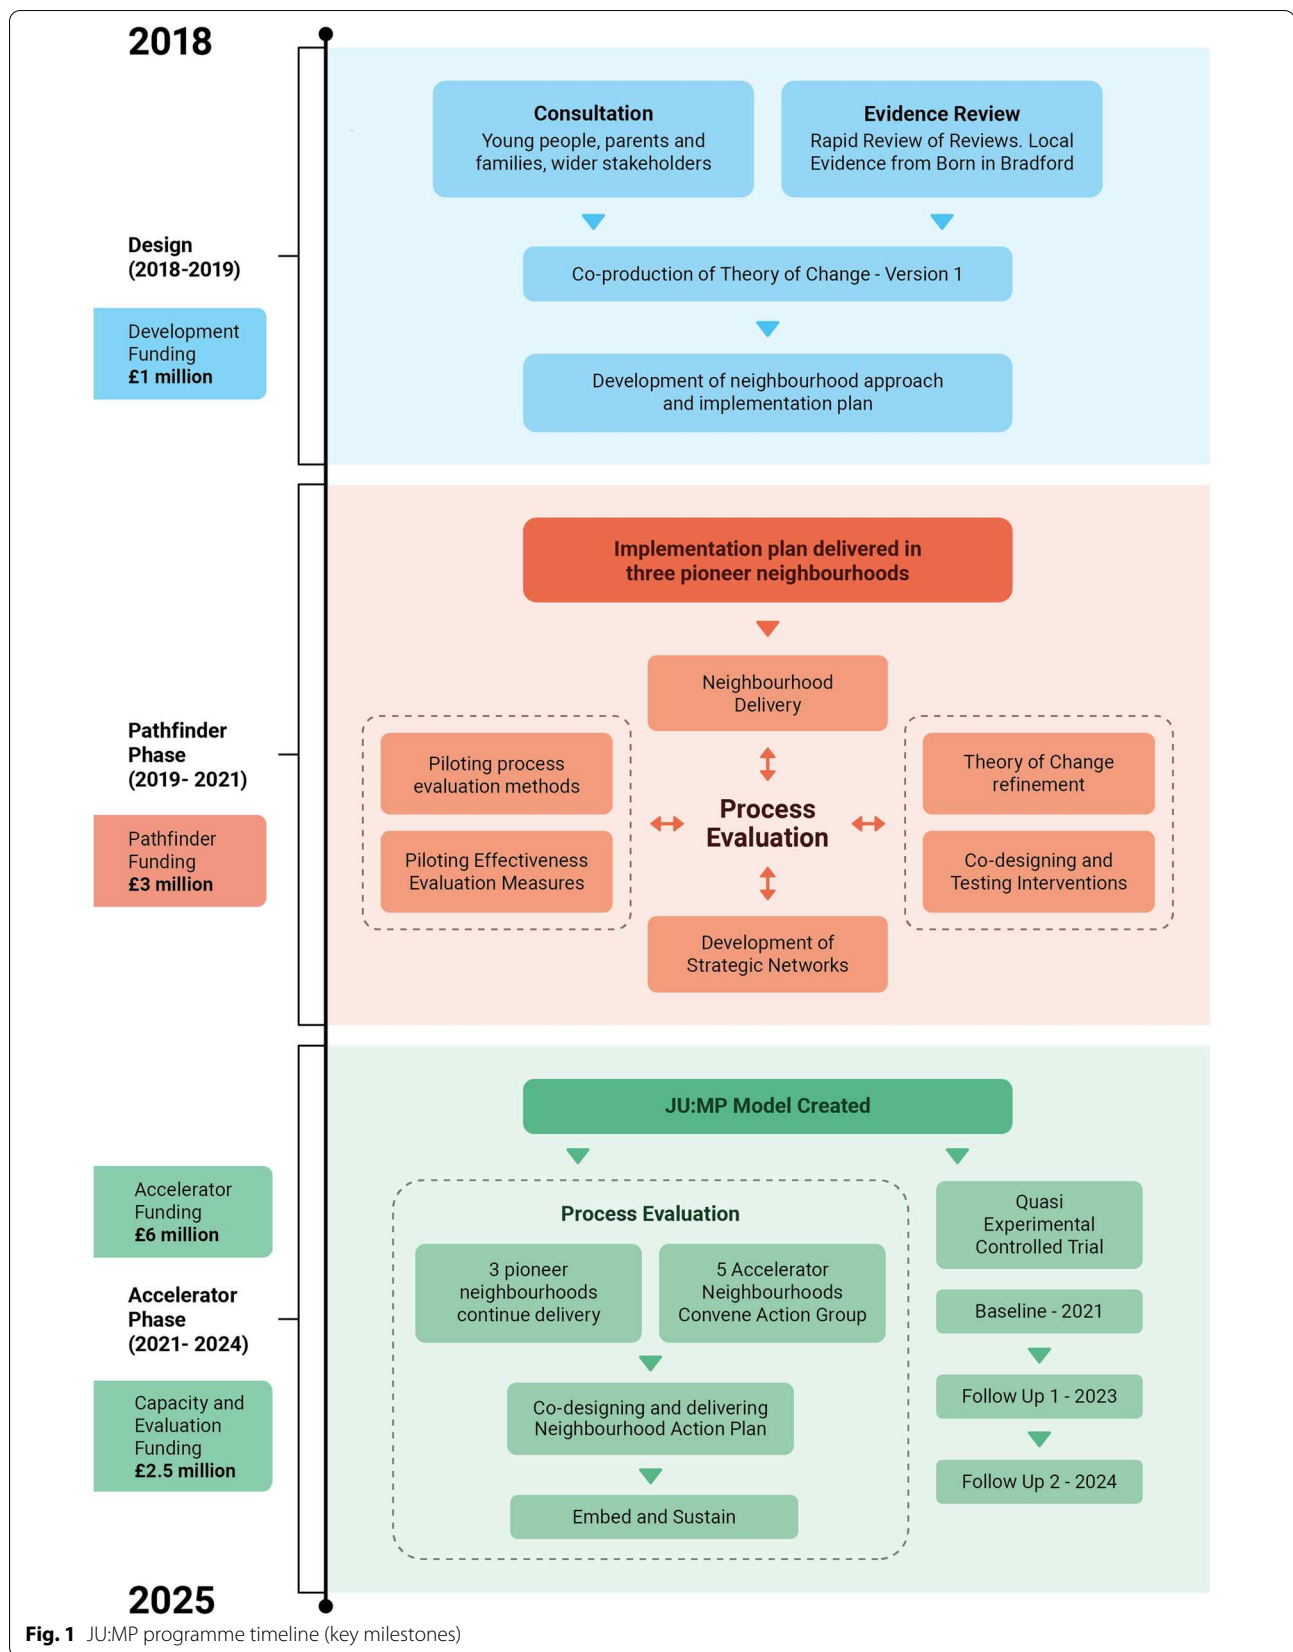 2018
Consultation
Young people, parents and
families, wider stakeholders
Evidence Review
Rapid Review of Reviews. Local
Evidence from Born in Bradford
Design
(2018-2019)
Co-production of Theory of Change - Version 1
Development
Funding
£1 million
Development of neighbourhood approach
and implementation plan
Implementation plan delivered in
three pioneer neighbourhoods
Neighbourhood
Delivery
Pathfinder
Phase
(2019- 2021)
Piloting process
evaluation methods
Theory of Change
refinement
Process
Evaluation
Pathfinder
Funding
£3 million
Piloting Effectiveness
Evaluation Measures
Co-designing and
Testing Interventions
Development of
Strategic Networks
JU:MP Model Created
Accelerator
Funding
£6 million
Process Evaluation
Quasi
Experimental
Controlled Trial
3 pioneer
neighbourhoods
continue delivery
5 Accelerator
Neighbourhoods
Convene Action Group
Accelerator
Phase
(2021- 2024)
Baseline - 2021
Capacity and
Evaluation
Funding
£2.5 million
Co-designing and delivering
Neighbourhood Action Plan
Follow Up 1 - 2023
Follow Up 2 - 2024
Embed and Sustain
2025
Fig. 1 JU:MP programme timeline (key milestones)